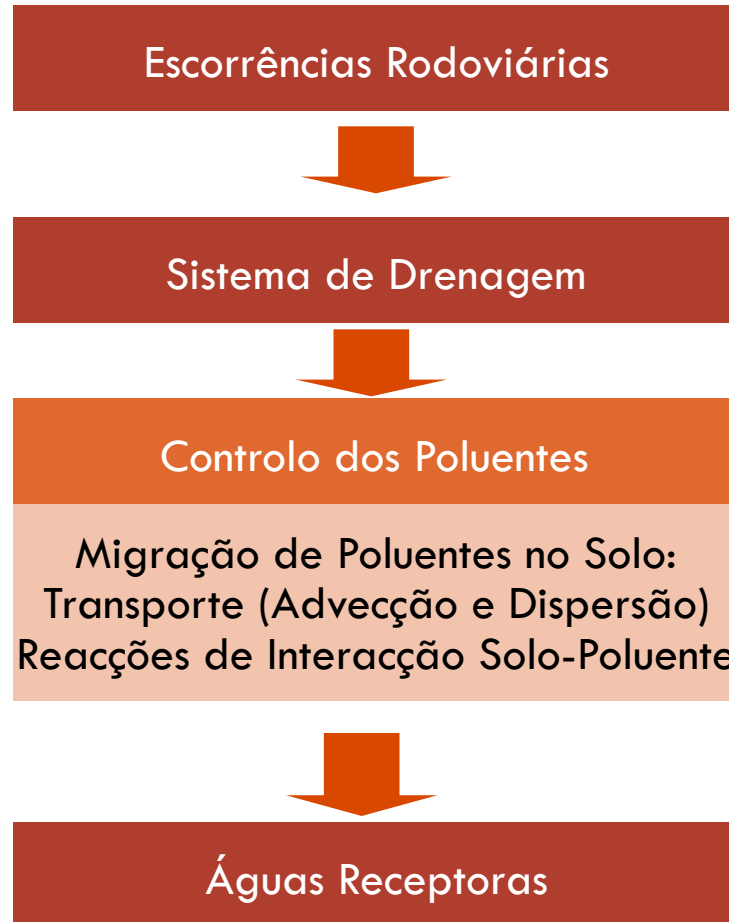 Escorrências Rodoviárias
Sistema de Drenagem
Controlo dos Poluentes
Migração de Poluentes no Solo:
Transporte (Advecção e Dispersão)
Reacções de Interacção Solo-Poluente
Águas Receptoras